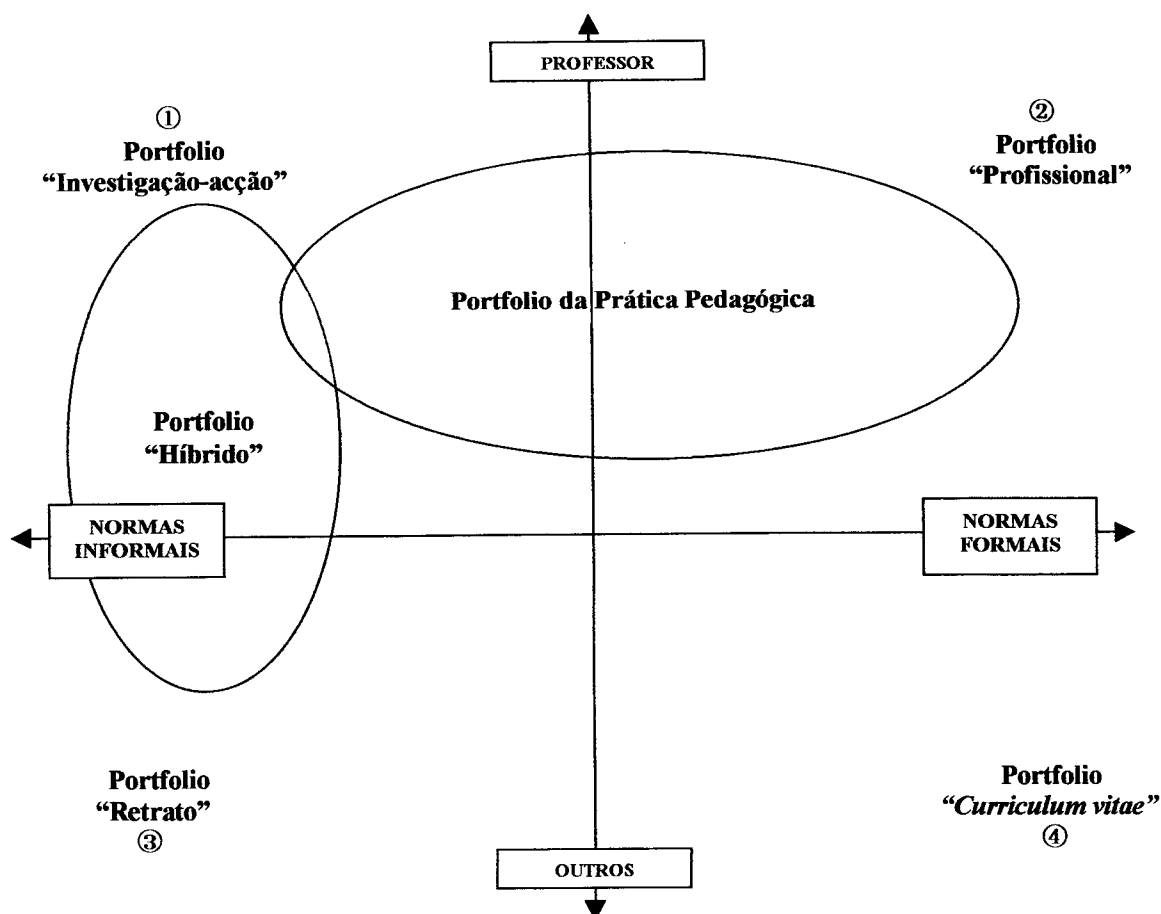 PROFESSOR
①
Portfolio
“Investigação-acção”
②
Portfolio
“Profissional”
Portfolio da Prática Pedagógica
Portfolio
“Híbrido”
NORMAS
INFORMAIS
NORMAS
FORMAIS
Portfolio
“Retrato”
③
Portfolio
“Curriculum vitae”
④
OUTROS